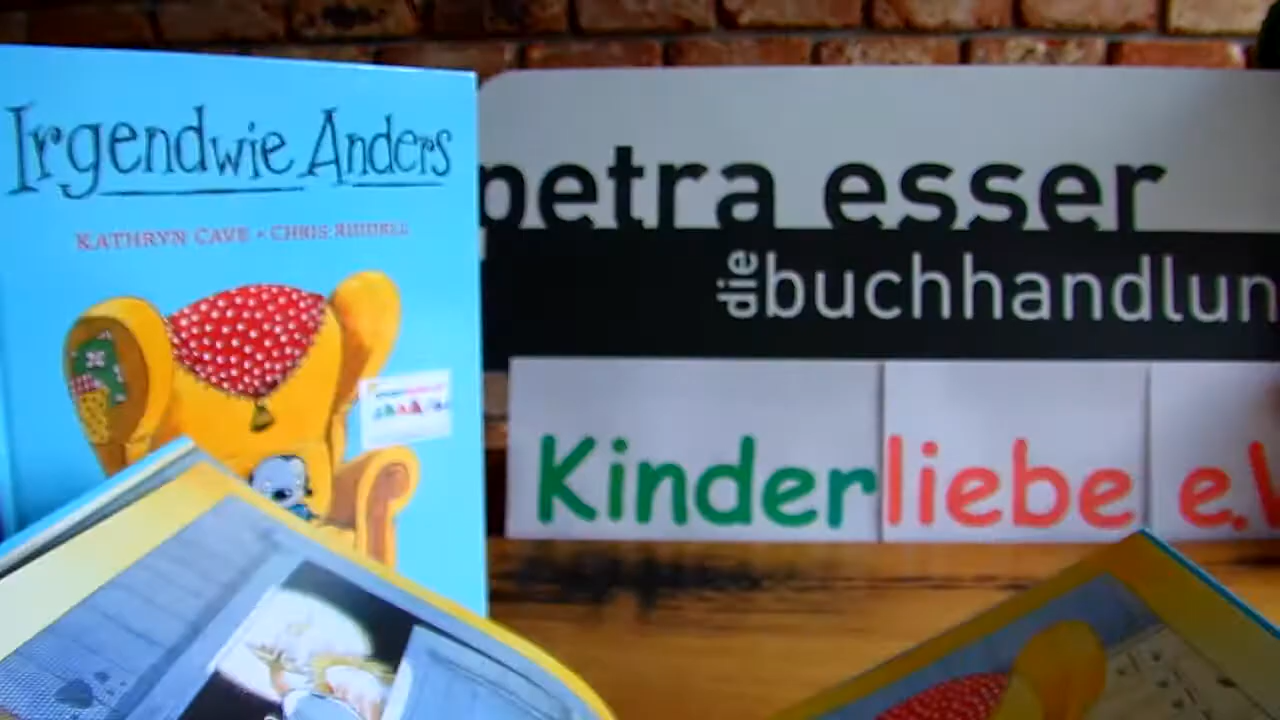 Irgendwie Anders
KATHRYN CAVE • CHRIS RIDDELL
petra esser
die buchhandlun
Kinderliebe e.V